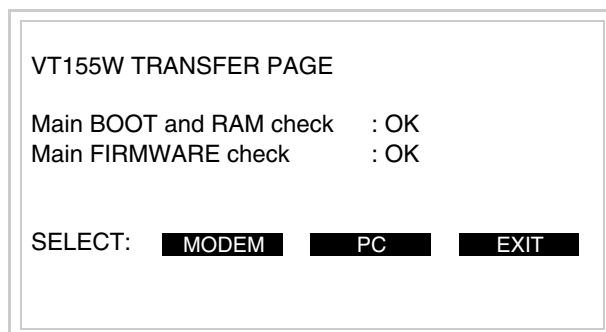 VT155W TRANSFER PAGE
Main BOOT and RAM check : OK
Main FIRMWARE check : OK
SELECT: MODEM PC EXIT